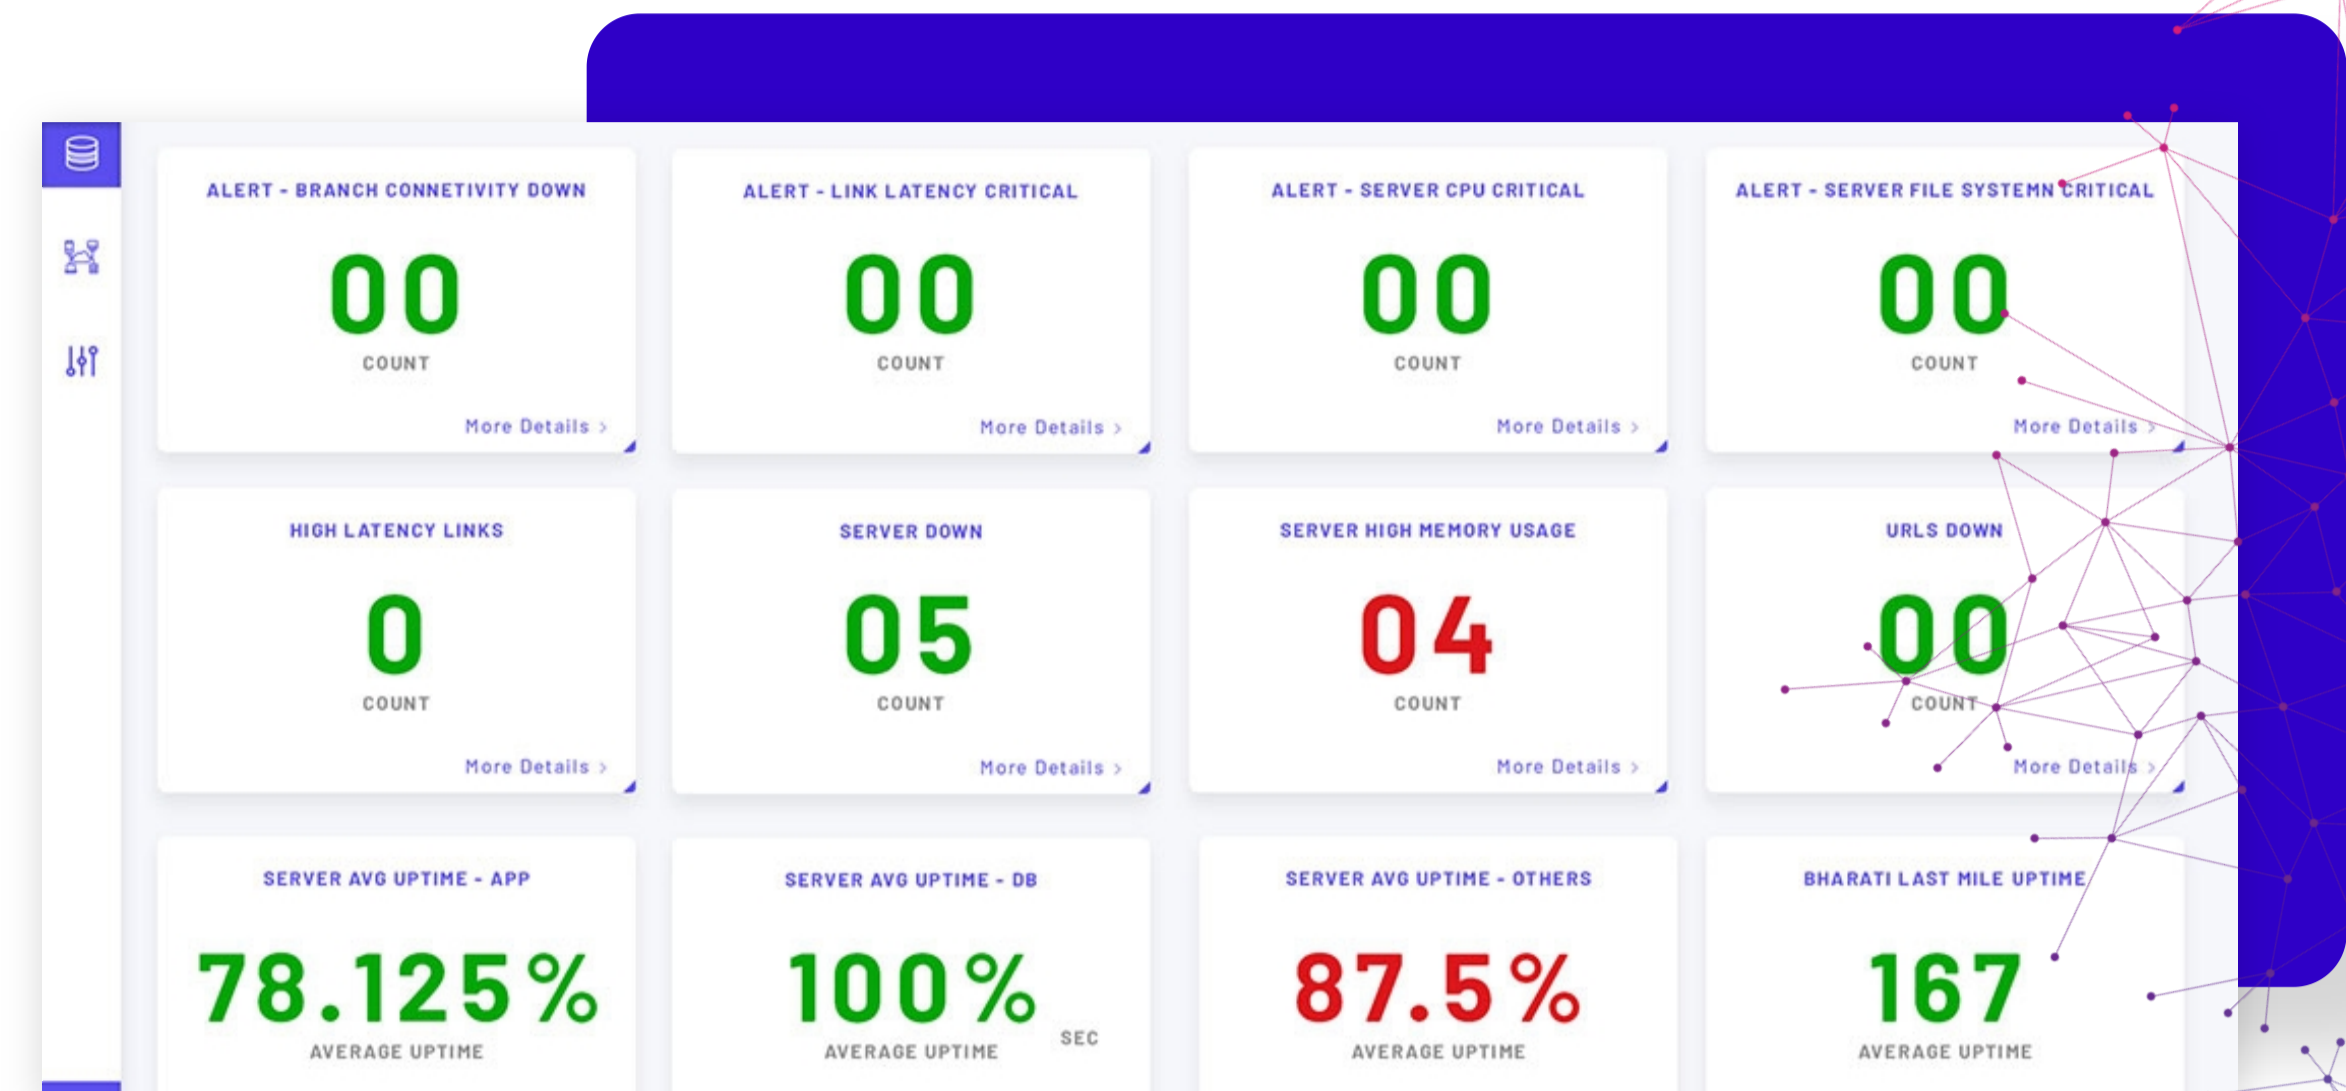 ALERT - BRANCH CONNETIVITY DOWN
00
COUNT
More Details >
ALERT - LINK LATENCY CRITICAL
00
COUNT
More Details >
ALERT - SERVER CPU CRITICAL
00
COUNT
More Details >
ALERT - SERVER FILE SYSTEMN CRITICAL
00
COUNT
More Details >
HIGH LATENCY LINKS
0
COUNT
More Details >
SERVER DOWN
05
COUNT
More Details >
SERVER HIGH MEMORY USAGE
04
COUNT
More Details >
URLS DOWN
00
COUNT
More Details >
SERVER AVG UPTIME - APP
78.125%
AVERAGE UPTIME
SERVER AVG UPTIME - DB
100%
SEC
AVERAGE UPTIME
SERVER AVG UPTIME - OTHERS
87.5%
AVERAGE UPTIME
BHARATI LAST MILE UPTIME
167
AVERAGE UPTIME